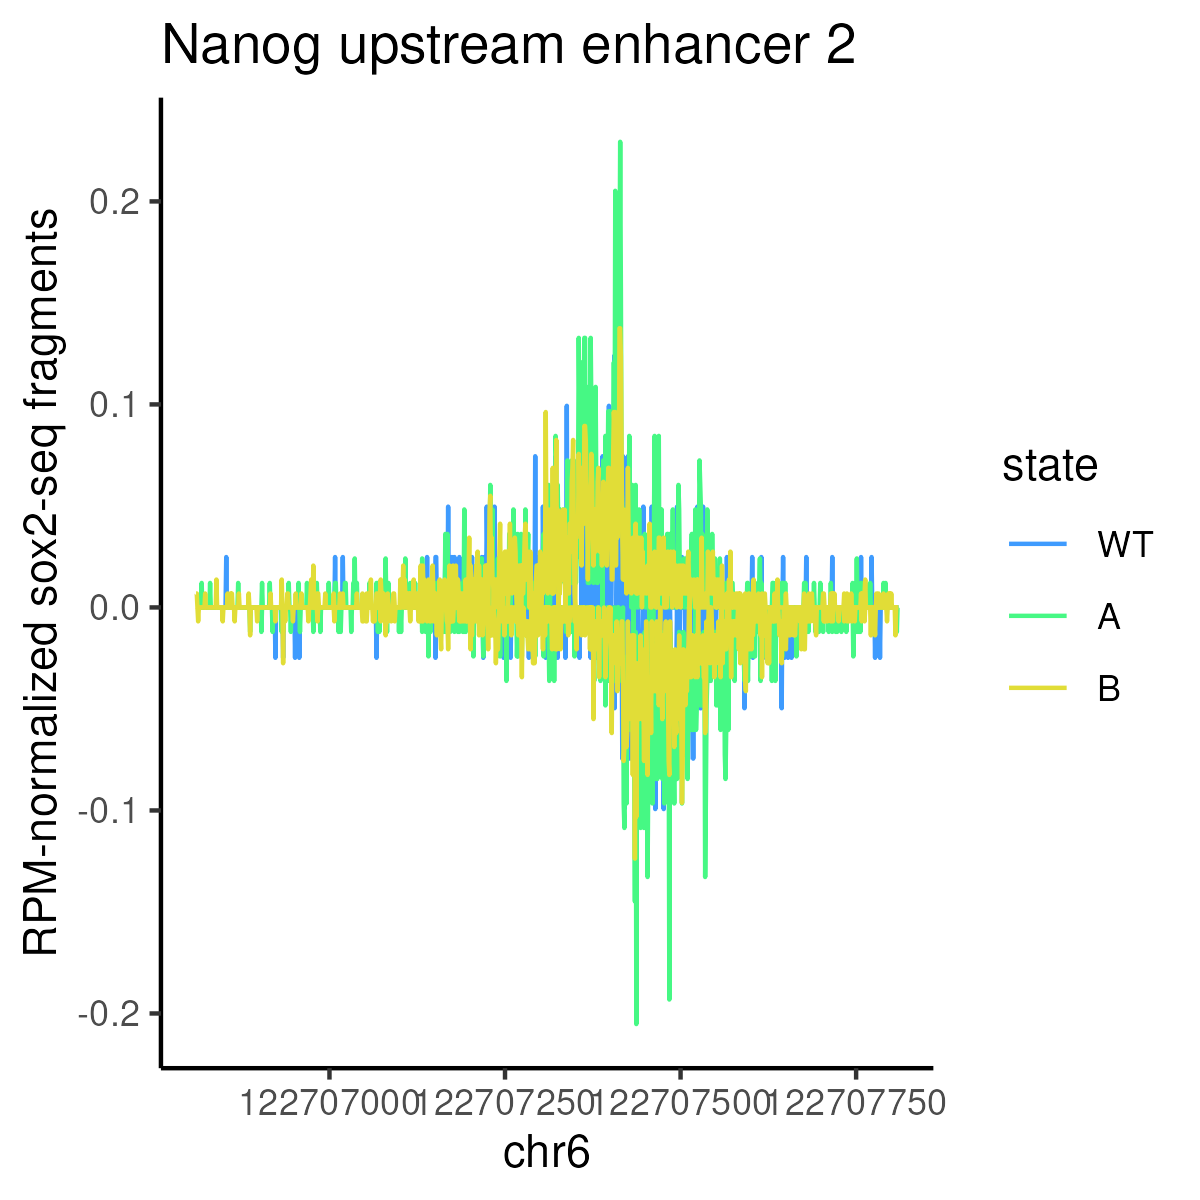 Nanog upstream enhancer 2
RPM-normalized sox2-seq fragments
0.2
0.1
0.0
-0.1
-0.2
122707000
122707250
122707500
122707750
chr6
state
WT
A
B